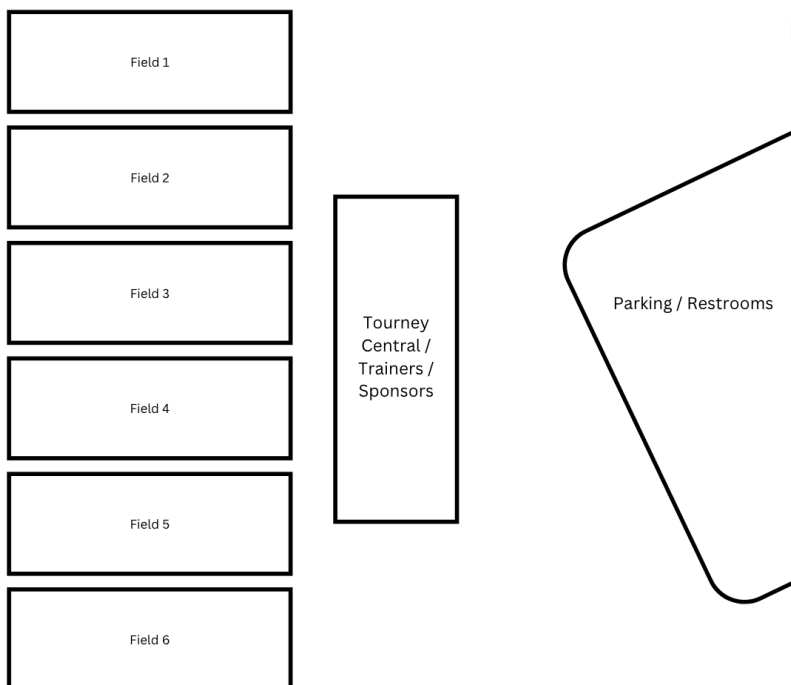 Field 1
Field 2
Field 3
Field 4
Field 5
Field 6
Tourney
Central /
Trainers /
Sponsors
Parking / Restrooms